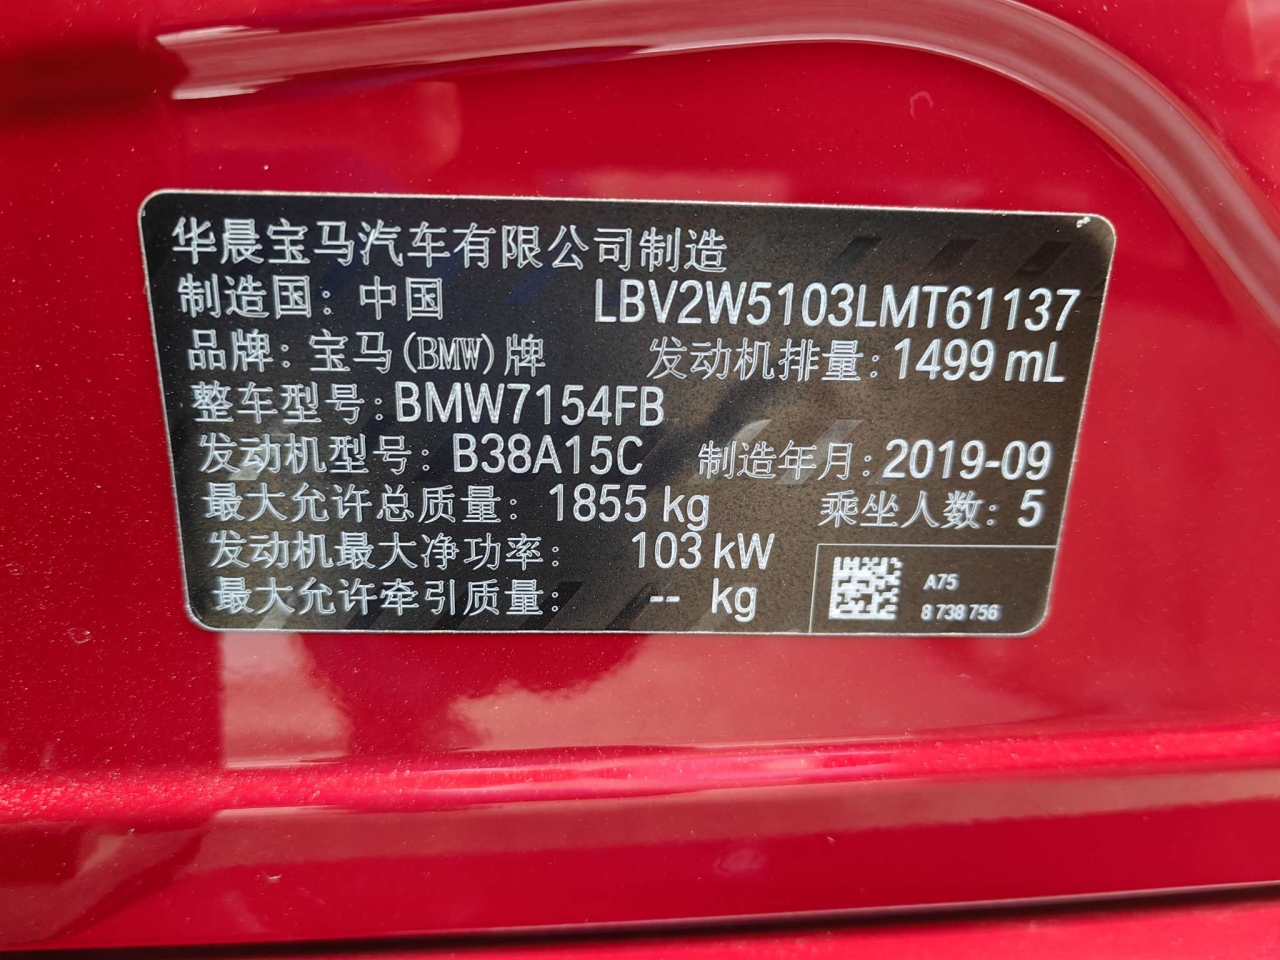 华晨宝马汽车有限公司制造
制造国：中国 LBV2W5103LMT61137
品牌：宝马(BMW)牌 发动机排量：1499 mL
整车型号：BMW7154FB
发动机型号：B38A15C 制造年月：2019-09
最大允许总质量：1855 kg 乘坐人数：5
发动机最大净功率：103 kW
最大允许牵引质量：-- kg
A75
8 738 756